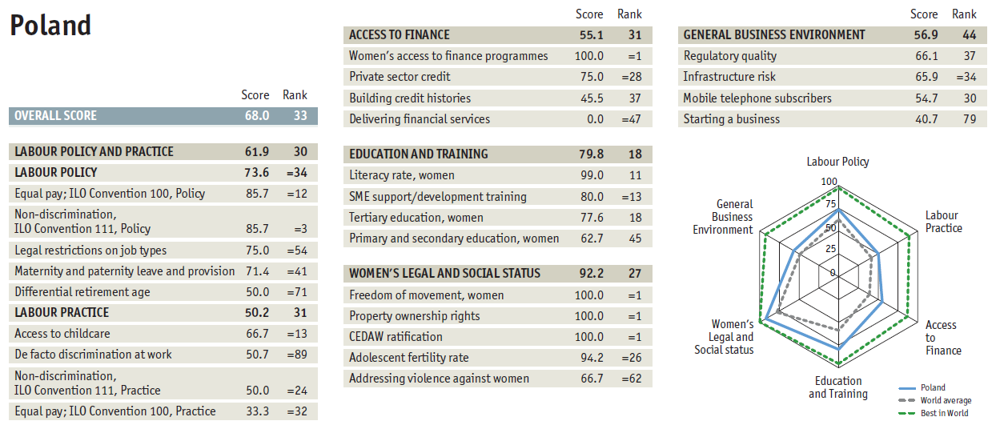 Poland
Score Rank
OVERALL SCORE 68.0 33
LABOUR POLICY AND PRACTICE 61.9 30
LABOUR POLICY 73.6 =34
Equal pay; ILO Convention 100, Policy 85.7 =12
Non-discrimination,
ILO Convention 111, Policy 85.7 =3
Legal restrictions on job types 75.0 =54
Maternity and paternity leave and provision 71.4 =41
Differential retirement age 50.0 =71
LABOUR PRACTICE 50.2 31
Access to childcare 66.7 =13
De facto discrimination at work 50.7 =89
Non-discrimination,
ILO Convention 111, Practice 50.0 =24
Equal pay; ILO Convention 100, Practice 33.3 =32
Score Rank
ACCESS TO FINANCE 55.1 31
Women's access to finance programmes 100.0 =1
Private sector credit 75.0 =28
Building credit histories 45.5 37
Delivering financial services 0.0 =47
EDUCATION AND TRAINING 79.8 18
Literacy rate, women 99.0 11
SME support/development training 80.0 =13
Tertiary education, women 77.6 18
Primary and secondary education, women 62.7 45
WOMEN'S LEGAL AND SOCIAL STATUS 92.2 27
Freedom of movement, women 100.0 =1
Property ownership rights 100.0 =1
CEDAW ratification 100.0 =1
Adolescent fertility rate 94.2 =26
Addressing violence against women 66.7 =62
Score Rank
GENERAL BUSINESS ENVIRONMENT 56.9 44
Regulatory quality 66.1 37
Infrastructure risk 65.9 =34
Mobile telephone subscribers 54.7 30
Starting a business 40.7 79
Labour Policy
100
75
50
25
0
General
Business
Environment
Labour
Practice
Women's
Legal and
Social status
Access
to
Finance
Education
and Training
Poland
World average
Best in World